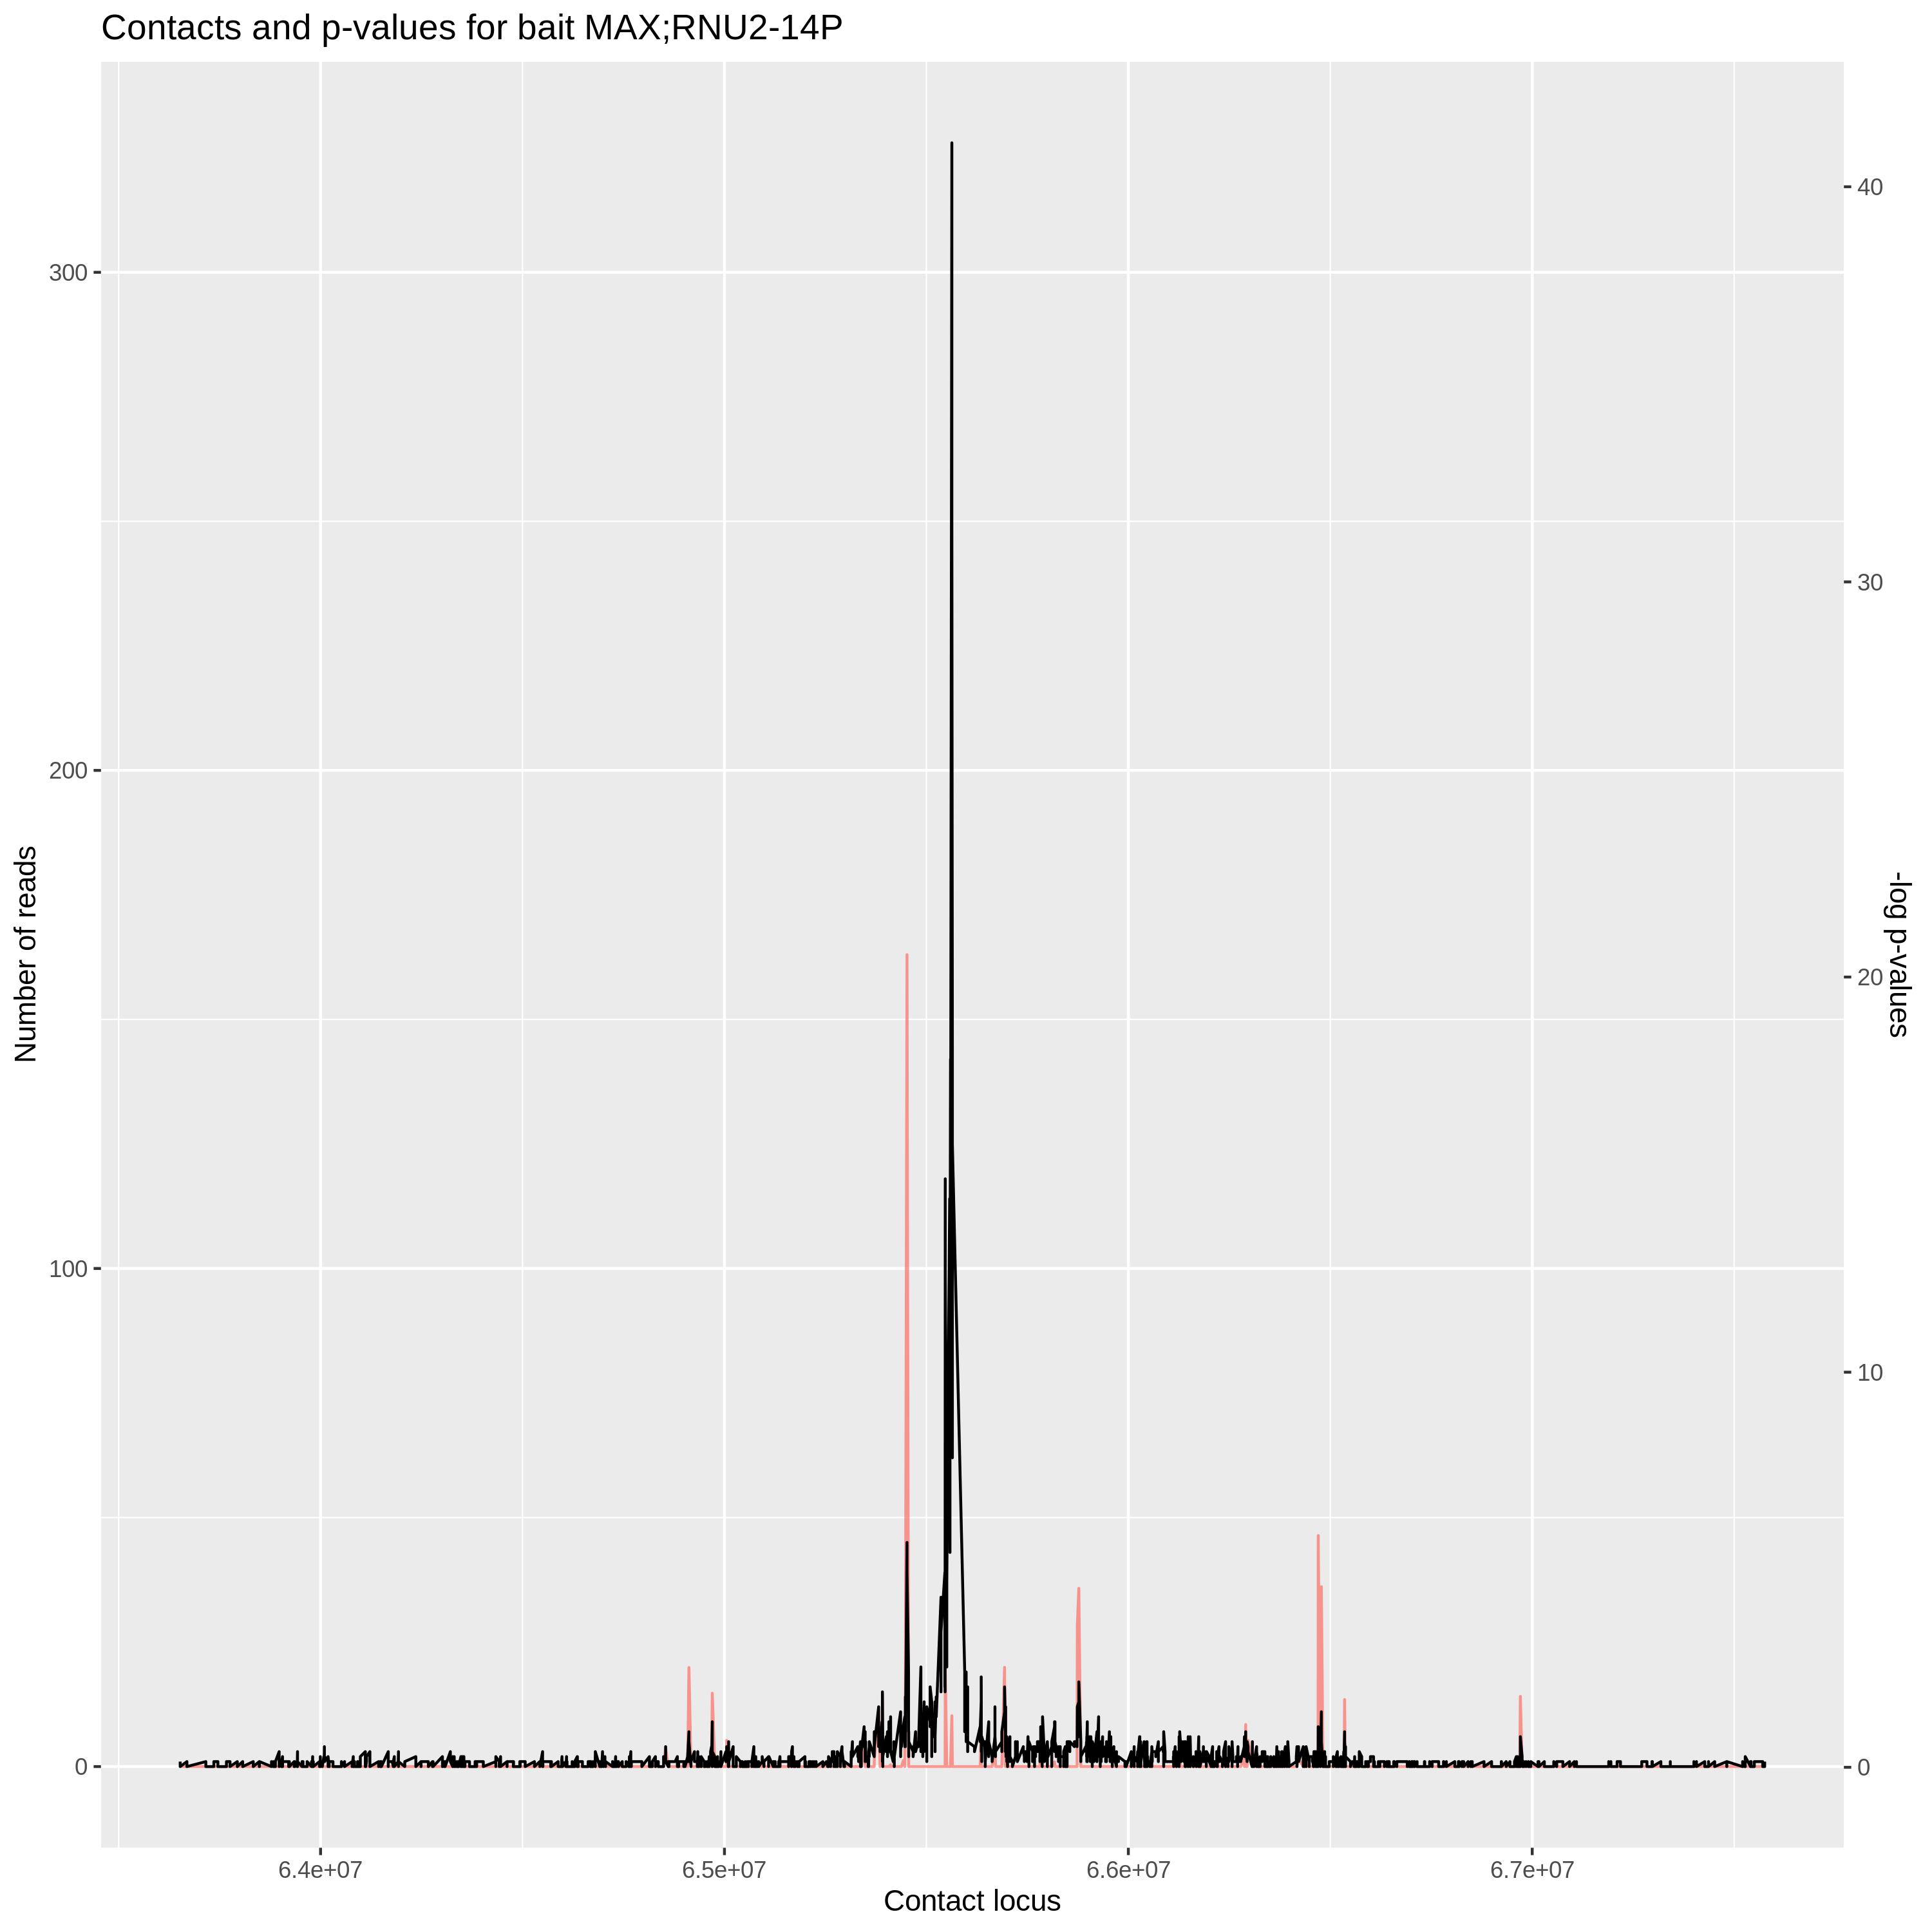 Contacts and p-values for bait MAX;RNU2-14P
Number of reads
300
200
100
0
40
30
20
10
0
-log p-values
6.4e+07
6.5e+07
6.6e+07
6.7e+07
Contact locus